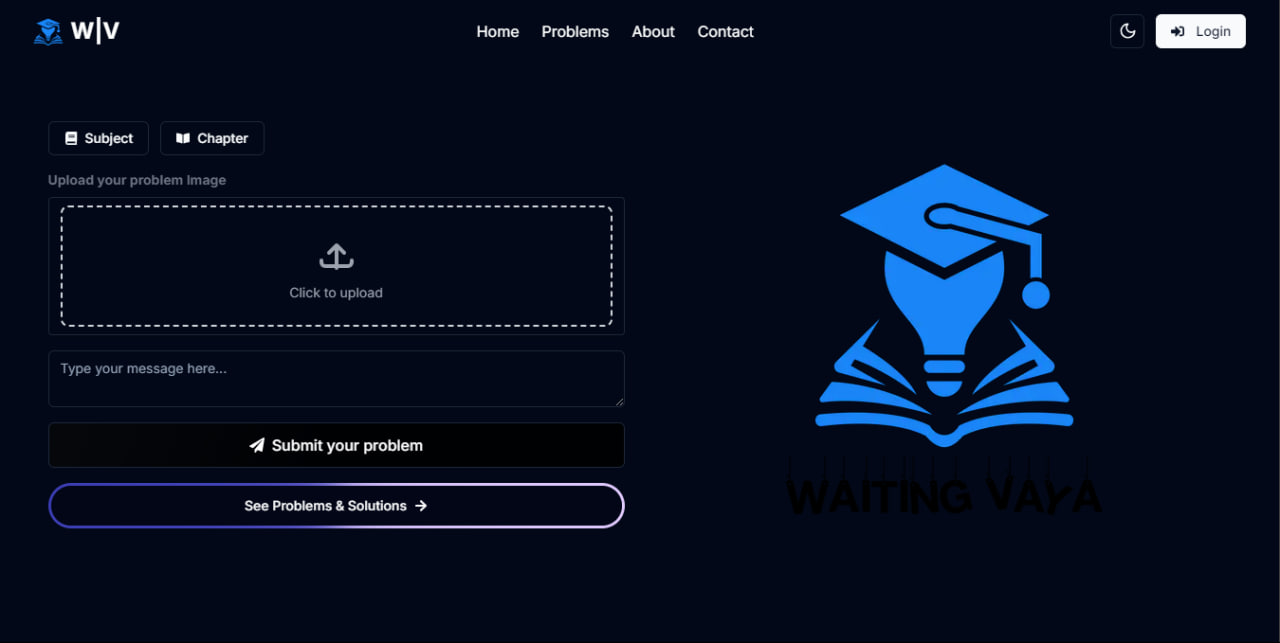 W|V
Home Problems About Contact
Login
Subject Chapter
Upload your problem Image
Click to upload
Type your message here...
Submit your problem
See Problems & Solutions
WAITING VAYA